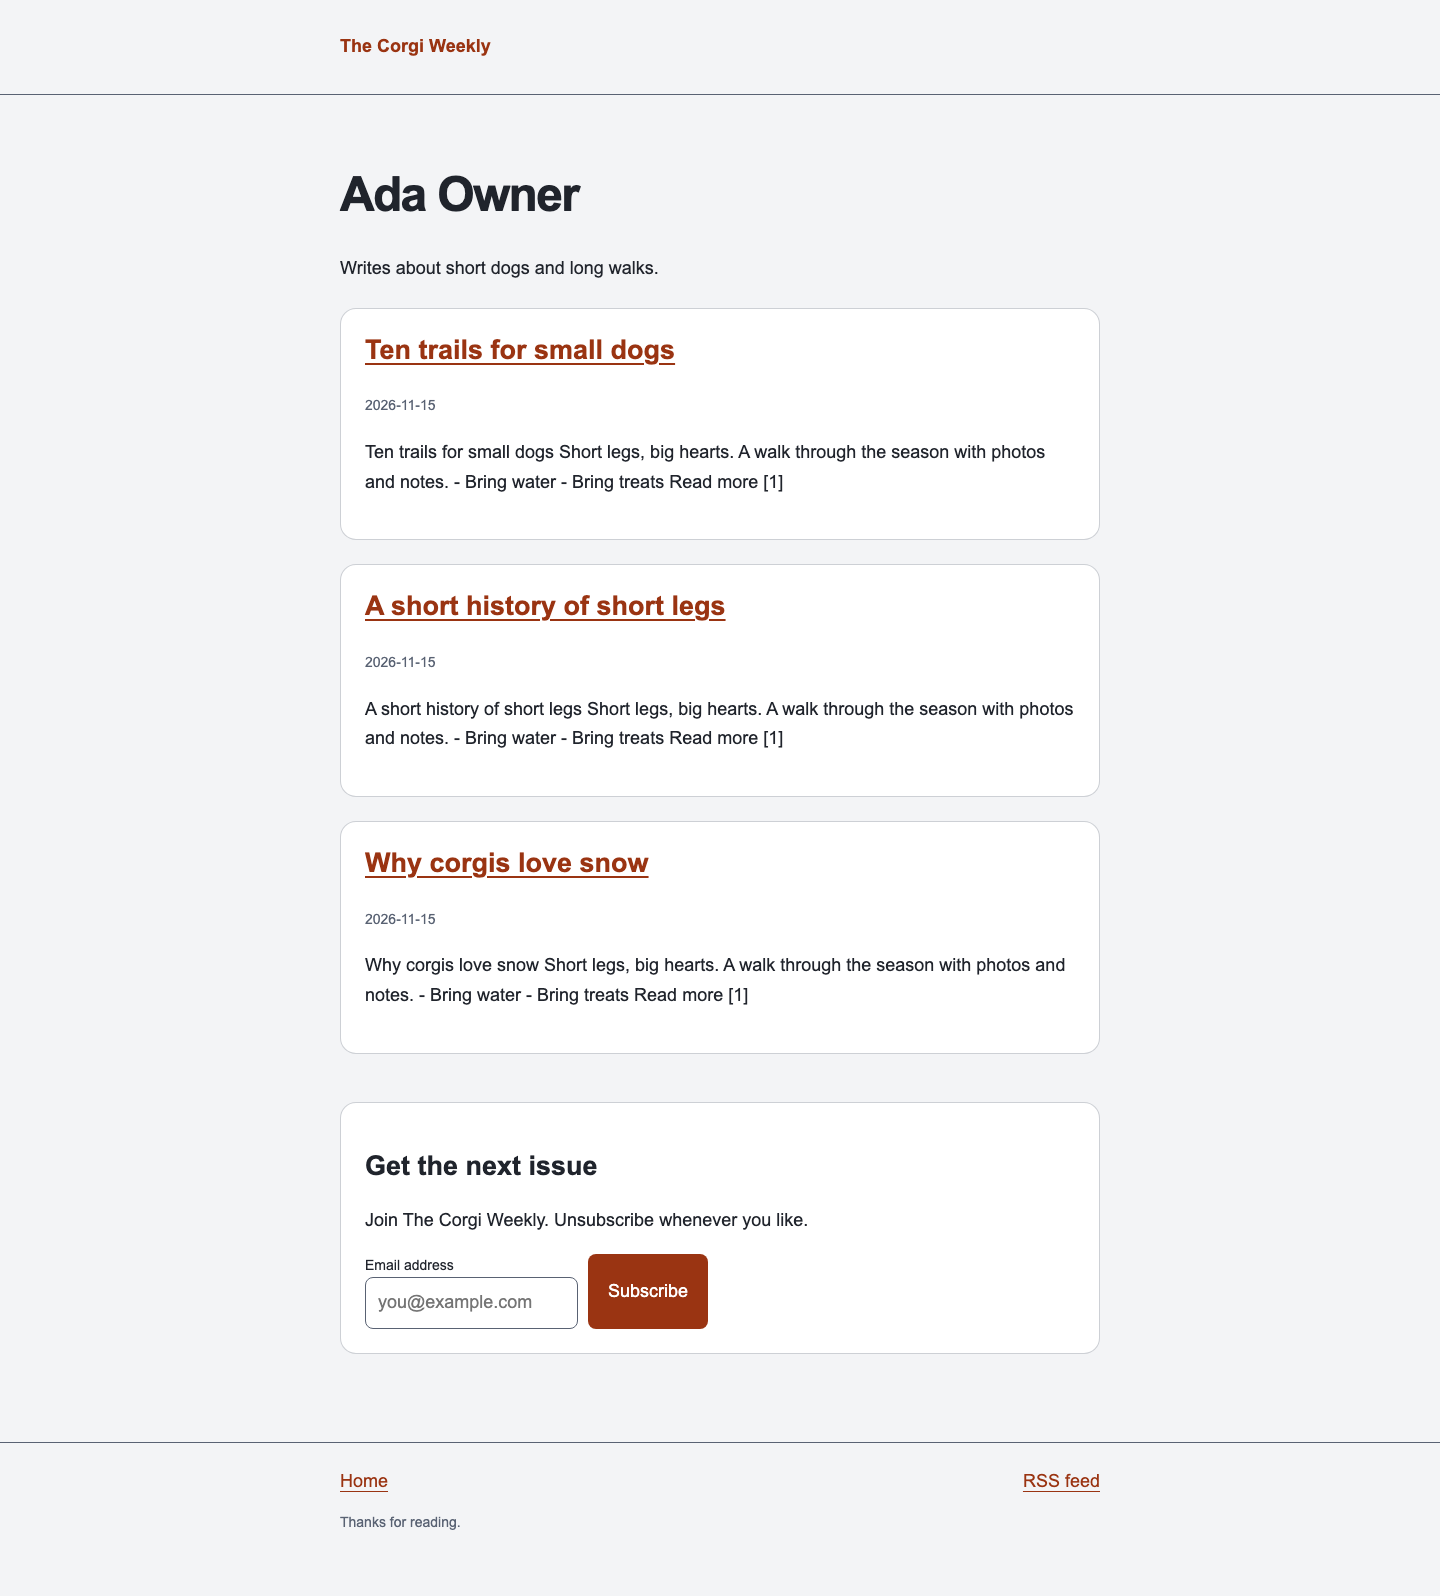 The Corgi Weekly
Ada Owner
Writes about short dogs and long walks.
Ten trails for small dogs
2026-11-15
Ten trails for small dogs Short legs, big hearts. A walk through the season with photos
and notes. - Bring water - Bring treats Read more [1]
A short history of short legs
2026-11-15
A short history of short legs Short legs, big hearts. A walk through the season with photos
and notes. - Bring water - Bring treats Read more [1]
Why corgis love snow
2026-11-15
Why corgis love snow Short legs, big hearts. A walk through the season with photos and
notes. - Bring water - Bring treats Read more [1]
Get the next issue
Join The Corgi Weekly. Unsubscribe whenever you like.
Email address
you@example.com
Subscribe
Home
RSS feed
Thanks for reading.